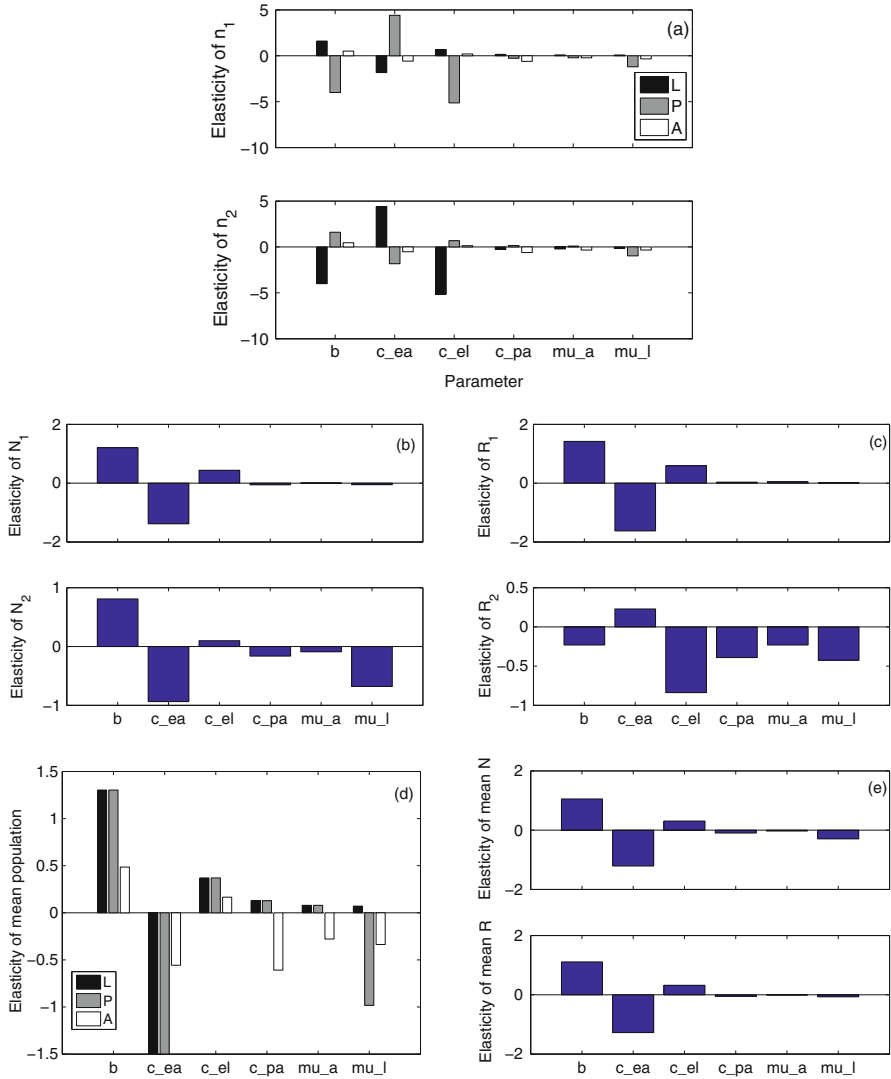 (a)
Elasticity of n1
5
0
−5
−10
L
P
A
Elasticity of n2
5
0
−5
−10
b c_ea c_el c_pa mu_a mu_l
Parameter
(b)
Elasticity of N1
2
0
−2
Elasticity of N2
1
0
−1
b c_ea c_el c_pa mu_a mu_l
(c)
Elasticity of R1
2
0
−2
Elasticity of R2
0.5
0
−0.5
−1
b c_ea c_el c_pa mu_a mu_l
(d)
Elasticity of mean population
1.5
1
0.5
0
−0.5
−1
−1.5
L
P
A
b c_ea c_el c_pa mu_a mu_l
(e)
Elasticity of mean N
2
0
−2
Elasticity of mean R
2
0
−2
b c_ea c_el c_pa mu_a mu_l